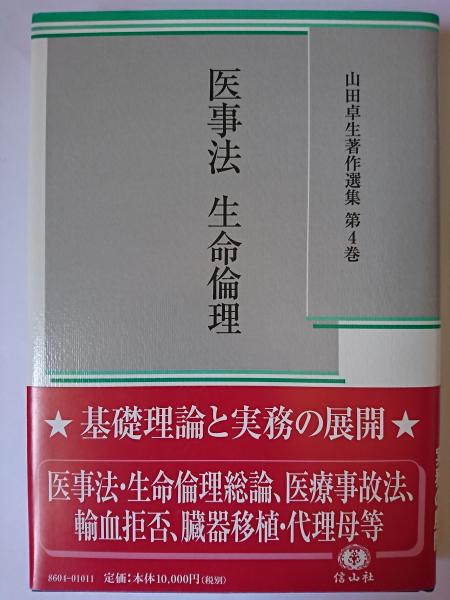 医事法 生命倫理
山田卓生著作選集 第4巻
★ 基礎理論と実務の展開 ★
医事法・生命倫理総論、医療事故法、
輸血拒否、臓器移植・代理母等
8604-01011 定価:本体10,000円(税別)
信山社